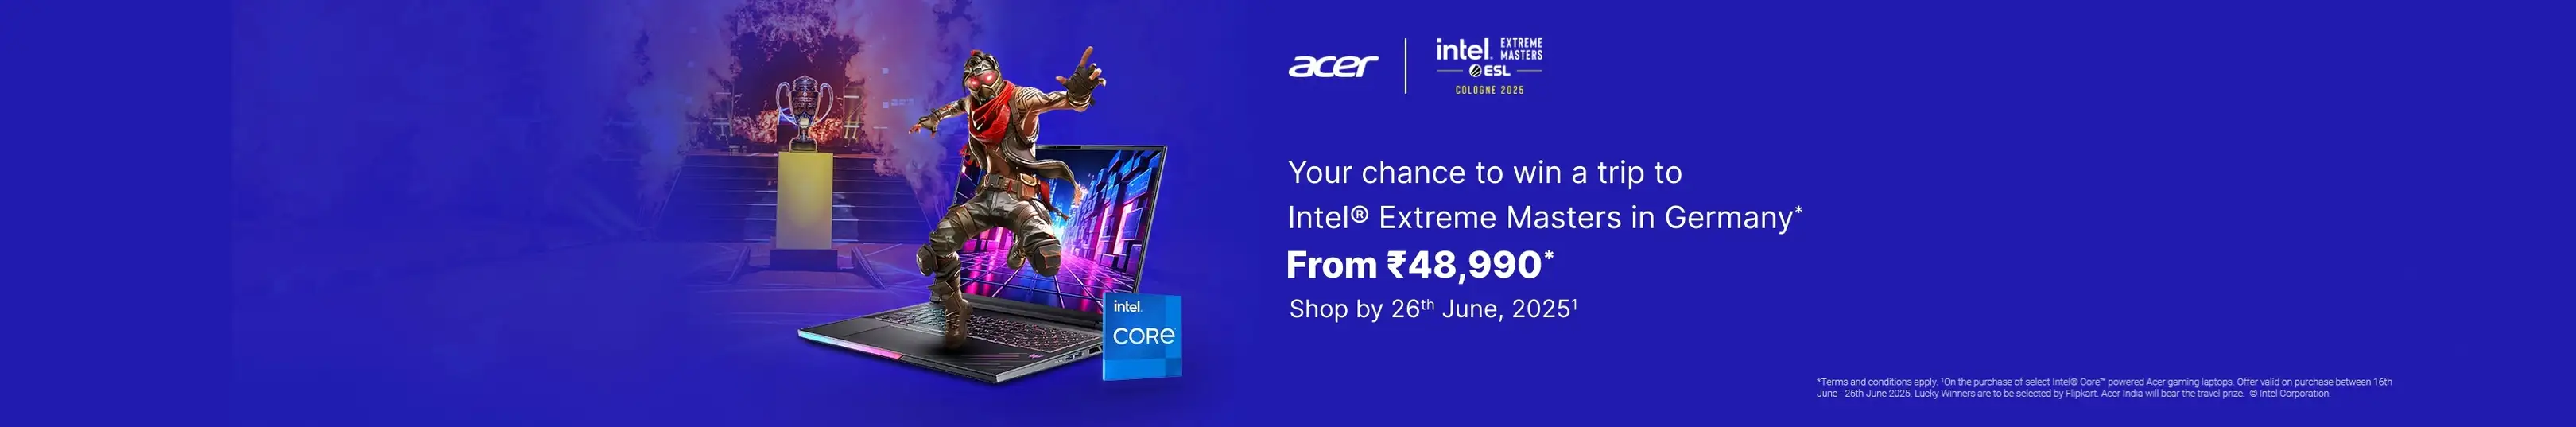 acer
intel. EXTREME MASTERS
ESL
COLOGNE 2025
Your chance to win a trip to
Intel® Extreme Masters in Germany*
From ₹48,990*
Shop by 26th June, 2025¹
intel.
CORE
*Terms and conditions apply. ¹On the purchase of select Intel® Core™ powered Acer gaming laptops. Offer valid on purchase between 16th
June - 26th June 2025. Lucky Winners are to be selected by Flipkart. Acer India will bear the travel prize. © Intel Corporation.